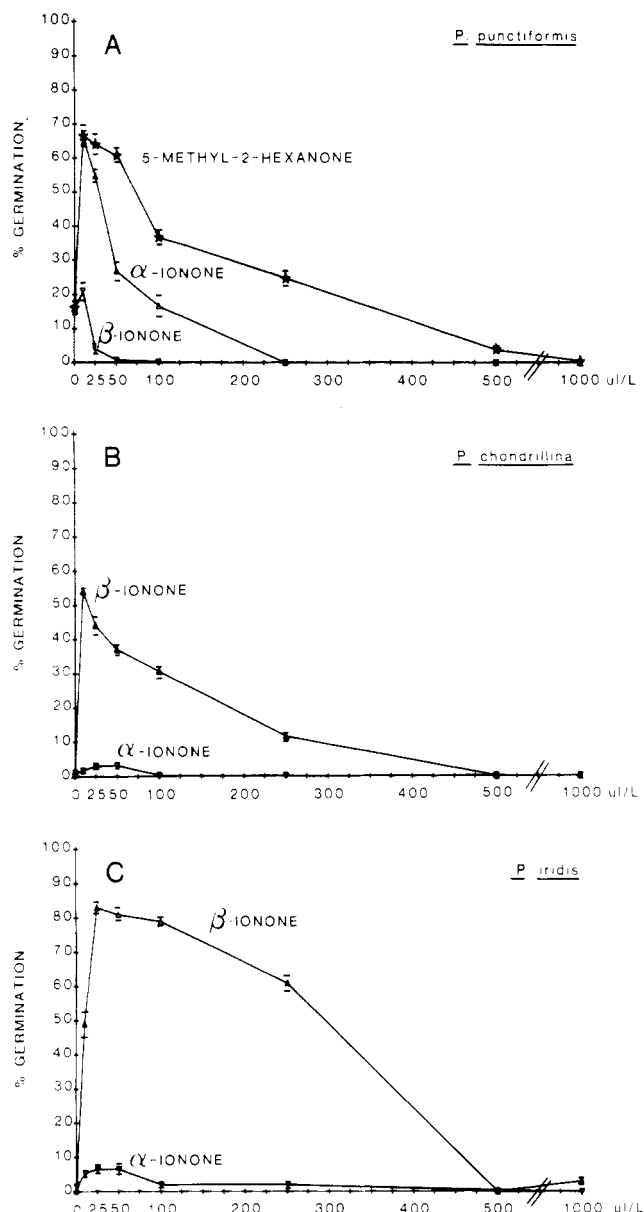 A
P. punctiformis
% GERMINATION
100
90
80
70
60
50
40
30
20
10
0
5-METHYL-2-HEXANONE
α-IONONE
β-IONONE
0 25 50 100 200 300 400 500 1000 ul/L
B
P chondrillina
% GERMINATION
100
90
80
70
60
50
40
30
20
10
0
β-IONONE
α-IONONE
0 25 50 100 200 300 400 500 1000 ul/L
C
P iridis
% GERMINATION
100
90
80
70
60
50
40
30
20
10
0
β-IONONE
α-IONONE
0 25 50 100 200 300 400 500 1000 ul/L